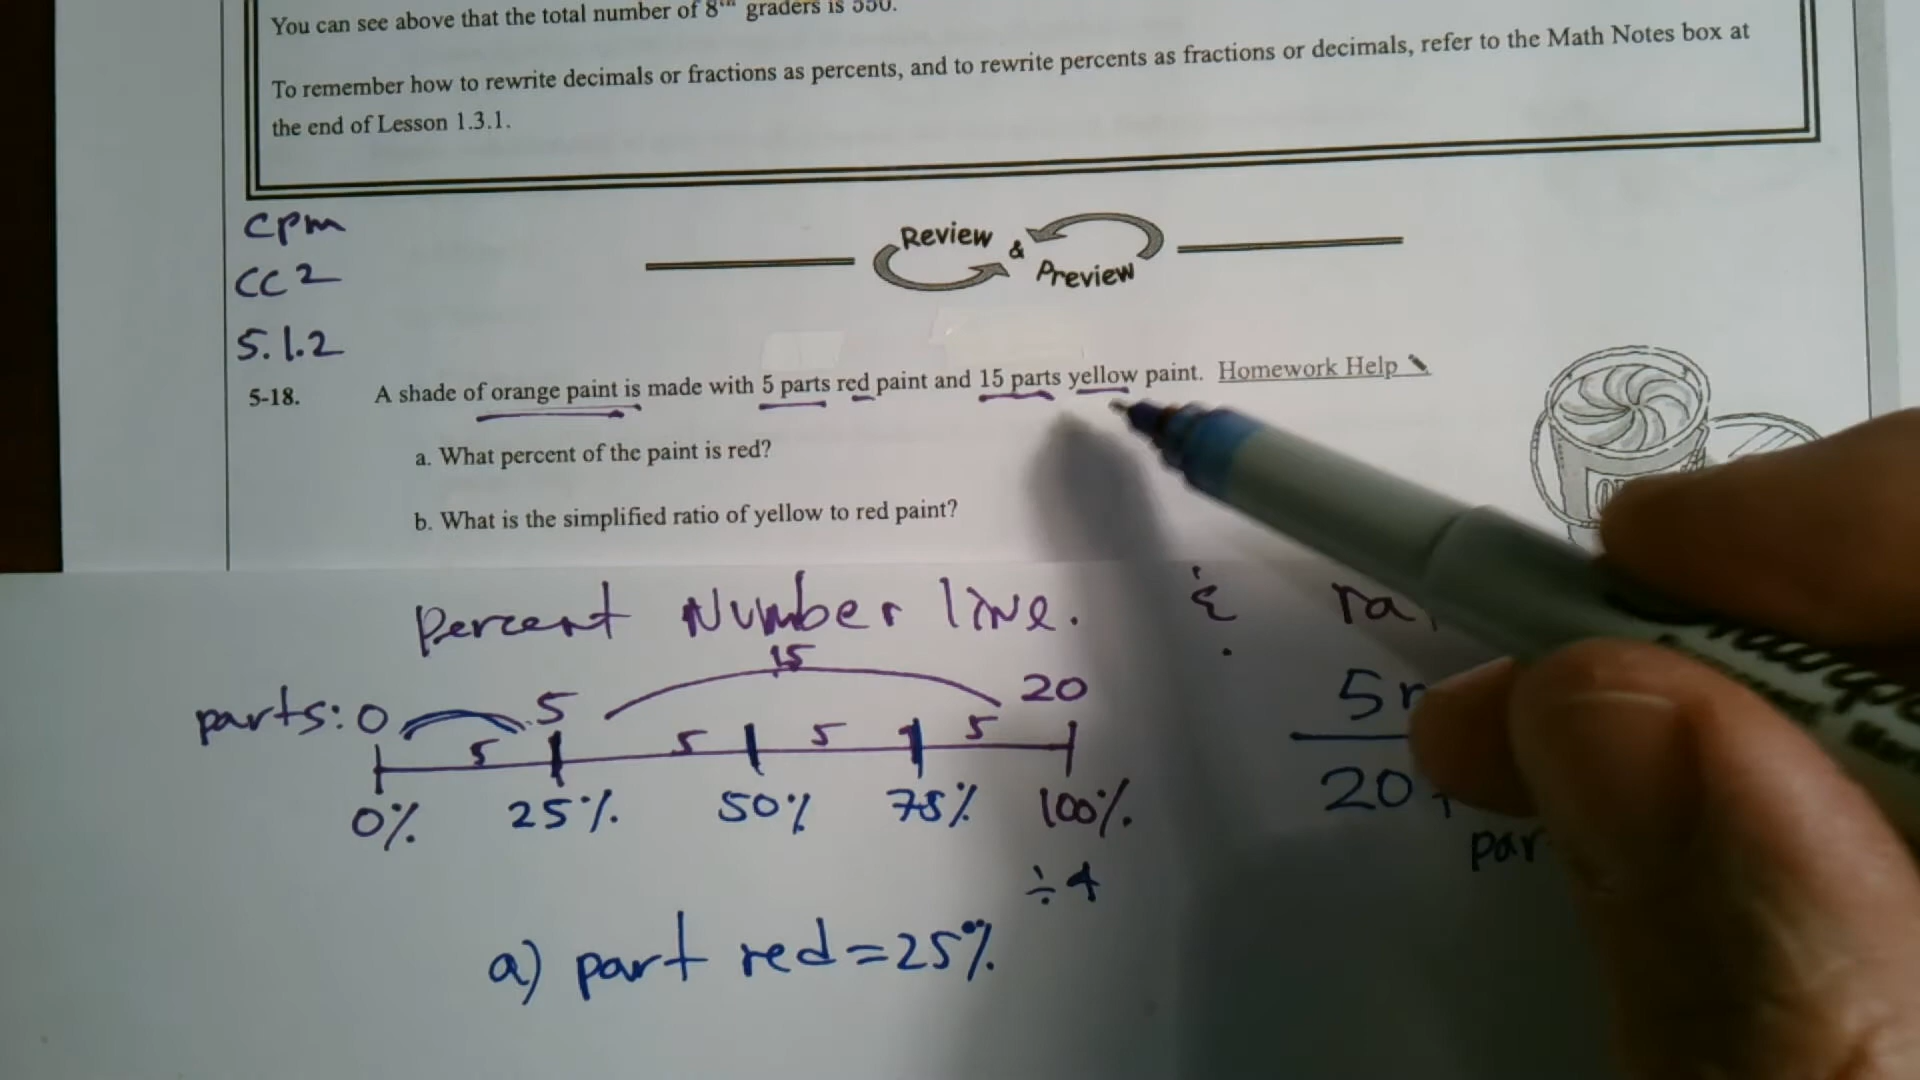 You can see above that the total number of 8th graders is 550.
To remember how to rewrite decimals or fractions as percents, and to rewrite percents as fractions or decimals, refer to the Math Notes box at
the end of Lesson 1.3.1.
cpm
CC2
5.1.2
Review & Preview
5-18. A shade of orange paint is made with 5 parts red paint and 15 parts yellow paint. Homework Help
a. What percent of the paint is red?
b. What is the simplified ratio of yellow to red paint?
Percent Number line. &
15
parts: 0 5 20
5 5 5 5
0% 25% 50% 75% 100%
÷4
a) part red=25%
5
20
par